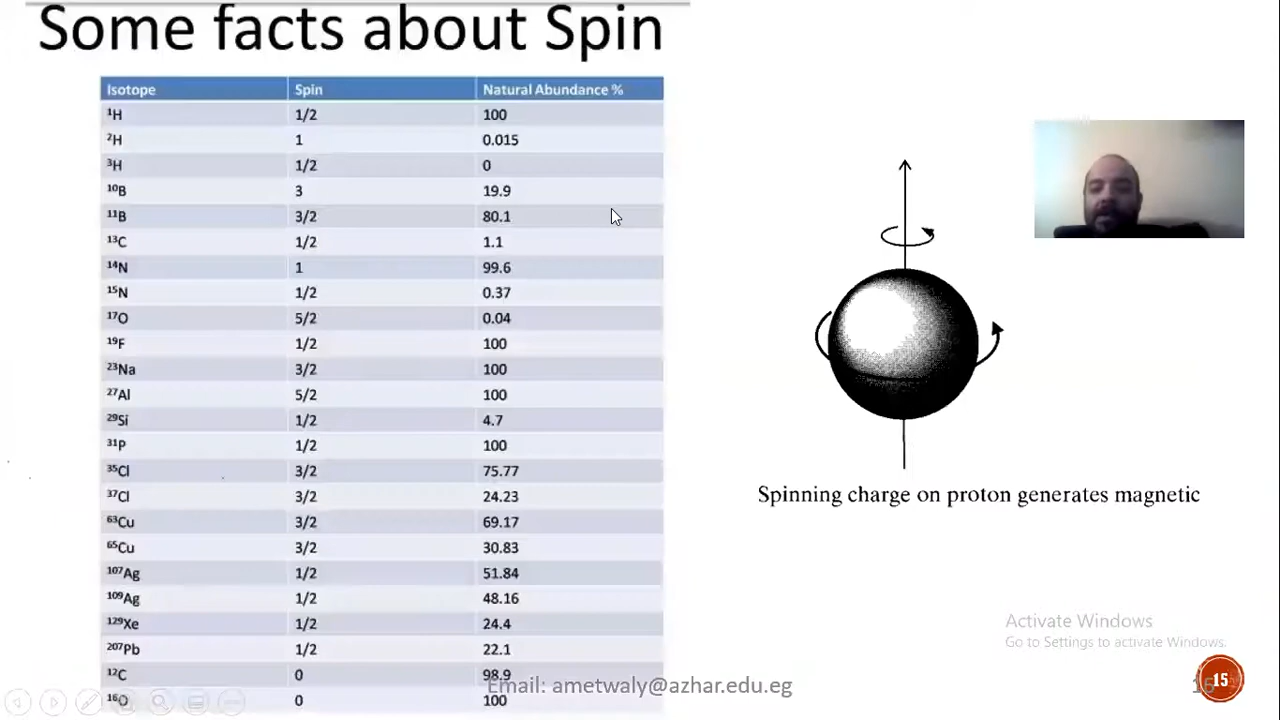 Some facts about Spin
Isotope Spin Natural Abundance %
¹H 1/2 100
²H 1 0.015
³H 1/2 0
¹⁰B 3 19.9
¹¹B 3/2 80.1
¹³C 1/2 1.1
¹⁴N 1 99.6
¹⁵N 1/2 0.37
¹⁷O 5/2 0.04
¹⁹F 1/2 100
²³Na 3/2 100
²⁷Al 5/2 100
²⁹Si 1/2 4.7
³¹P 1/2 100
³⁵Cl 3/2 75.77
³⁷Cl 3/2 24.23
⁶³Cu 3/2 69.17
⁶⁵Cu 3/2 30.83
¹⁰⁷Ag 1/2 51.84
¹⁰⁹Ag 1/2 48.16
¹²⁹Xe 1/2 24.4
²⁰⁷Pb 1/2 22.1
¹²C 0 98.9
¹⁶O 0 100
Spinning charge on proton generates magnetic
Activate Windows
Go to Settings to activate Windows.
Email: ametwaly@azhar.edu.eg
15